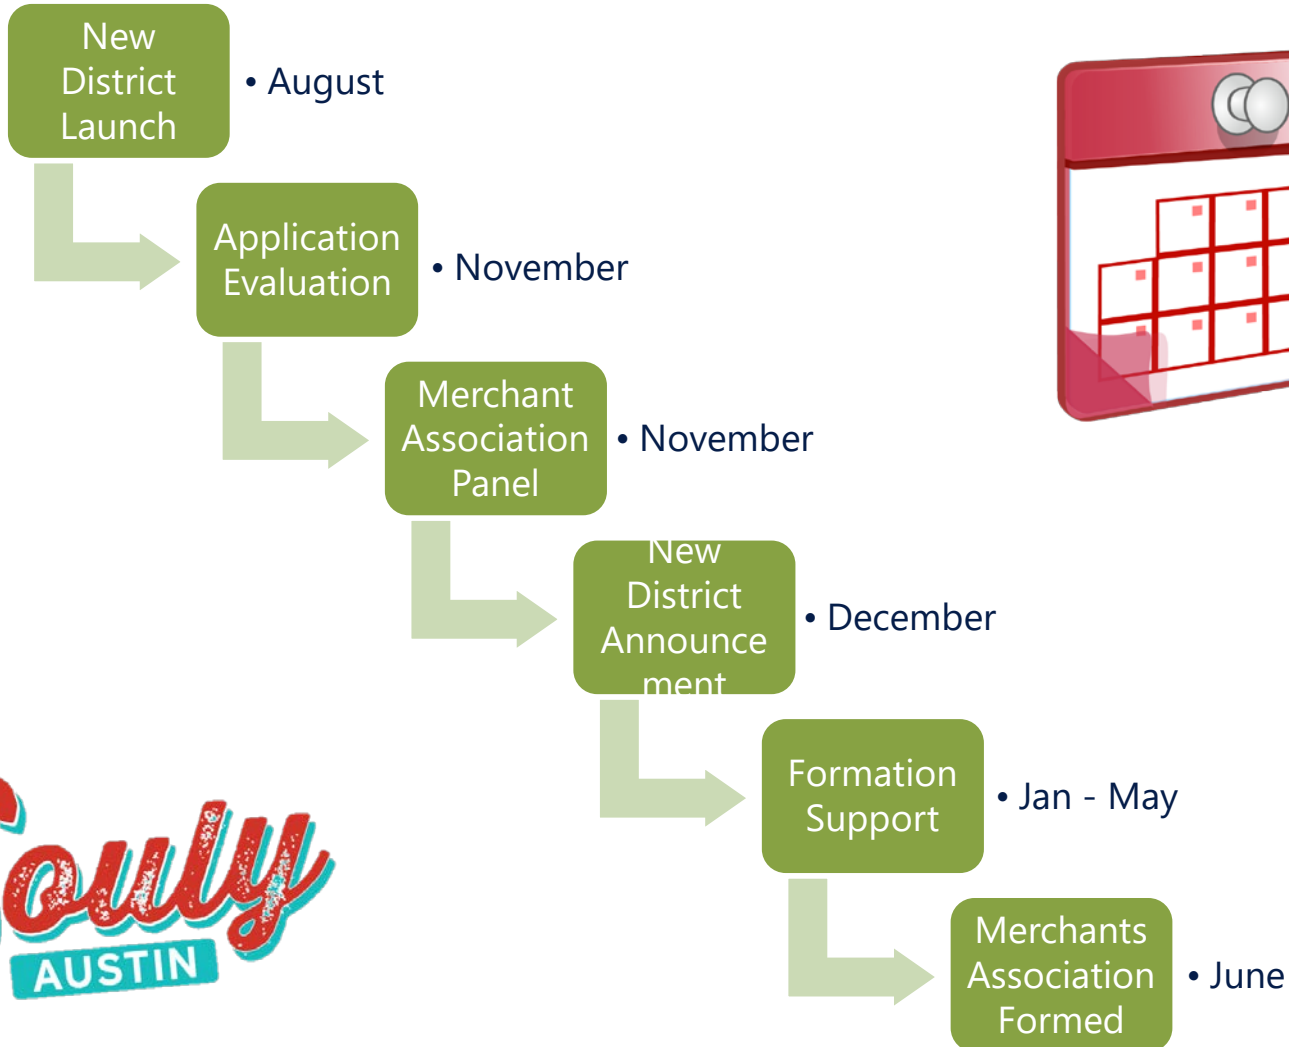 New
District
Launch
• August
Application
Evaluation
• November
Merchant
Association
Panel
• November
New
District
Announce
ment
• December
Formation
Support
• Jan - May
Merchants
Association
Formed
• June
AUSTIN